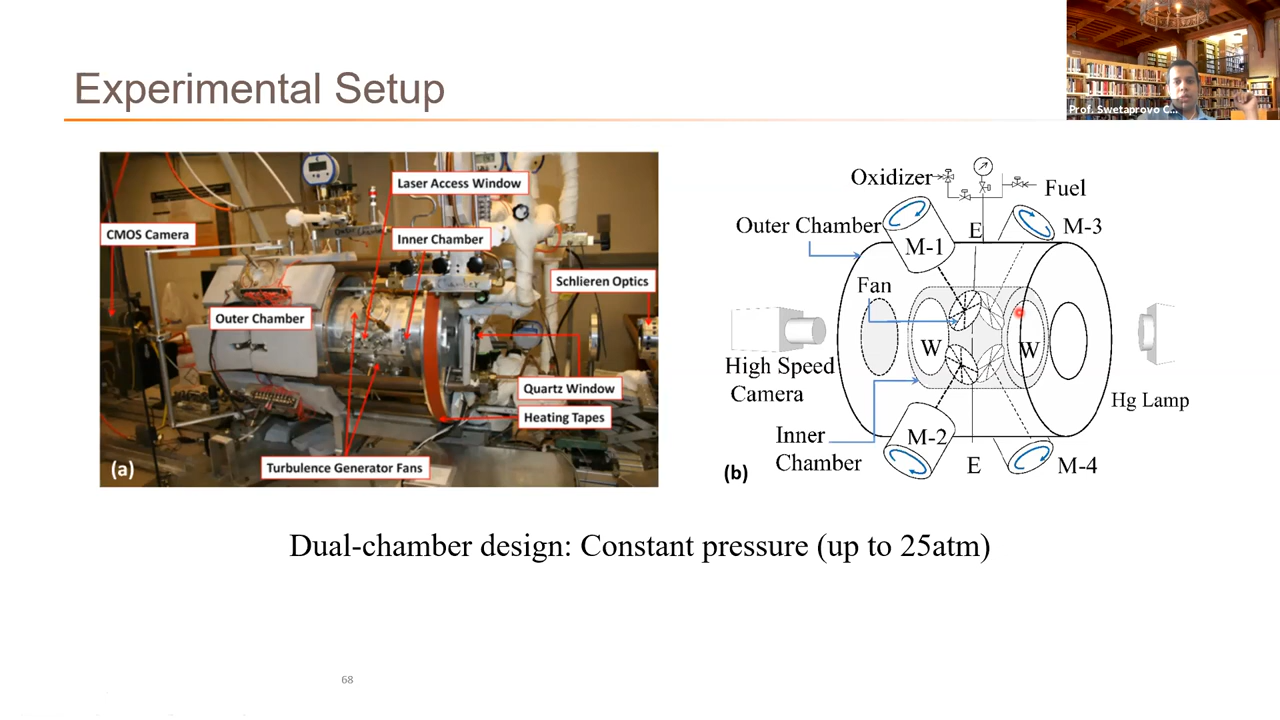 Experimental Setup
Prof. Swetaprovo C...
Laser Access Window
CMOS Camera
Inner Chamber
Schlieren Optics
Outer Chamber
Quartz Window
Heating Tapes
Turbulence Generator Fans
(a)
Oxidizer
Fuel
Outer Chamber
E
M-3
M-1
Fan
W
W
High Speed
Camera
Hg Lamp
Inner
Chamber
M-2
E
M-4
(b)
Dual-chamber design: Constant pressure (up to 25atm)
68